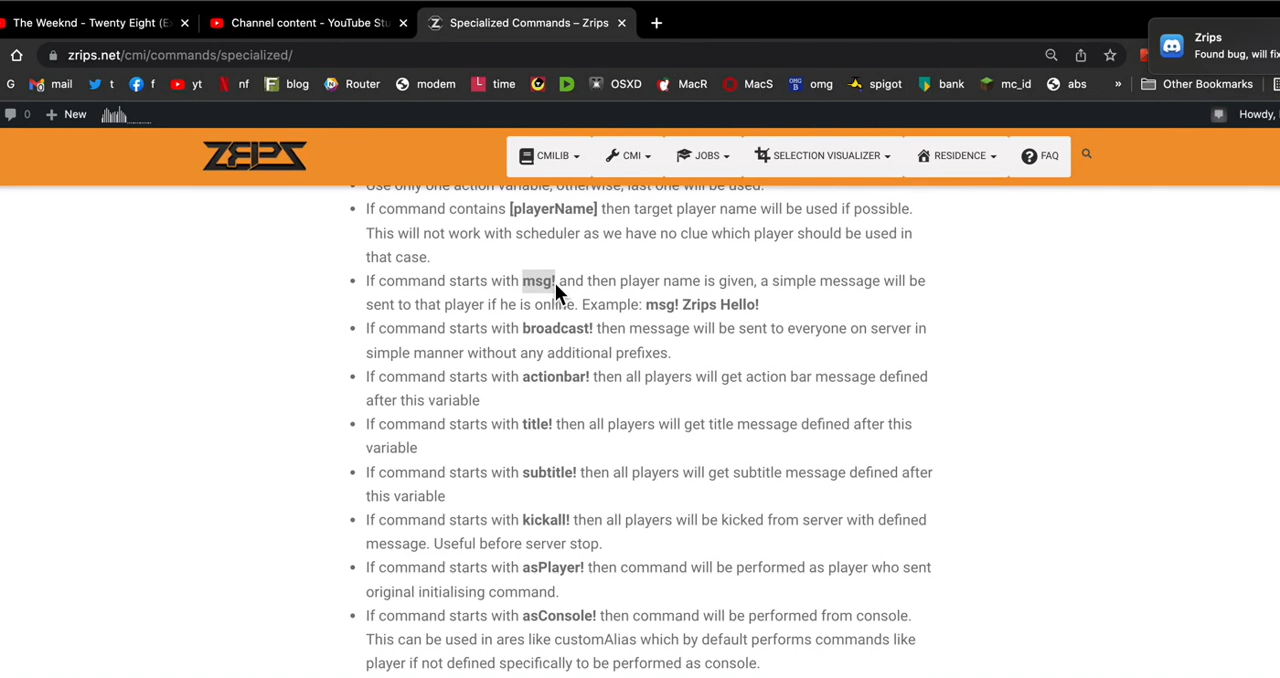 The Weeknd - Twenty Eight (E ×
Channel content - YouTube Stu ×
Specialized Commands – Zrips × +
zrips.net/cmi/commands/specialized/
Zrips
Found bug, will fix
G mail t f yt nf blog Router modem time OSXD MacR MacS omg spigot bank mc_id abs » Other Bookmarks
0 + New
Howdy,
ZRIPS
CMILIB CMI JOBS SELECTION VISUALIZER RESIDENCE FAQ
Use only one action variable, otherwise, last one will be used.
• If command contains [playerName] then target player name will be used if possible.
This will not work with scheduler as we have no clue which player should be used in
that case.
• If command starts with msg! and then player name is given, a simple message will be
sent to that player if he is online. Example: msg! Zrips Hello!
• If command starts with broadcast! then message will be sent to everyone on server in
simple manner without any additional prefixes.
• If command starts with actionbar! then all players will get action bar message defined
after this variable
• If command starts with title! then all players will get title message defined after this
variable
• If command starts with subtitle! then all players will get subtitle message defined after
this variable
• If command starts with kickall! then all players will be kicked from server with defined
message. Useful before server stop.
• If command starts with asPlayer! then command will be performed as player who sent
original initialising command.
• If command starts with asConsole! then command will be performed from console.
This can be used in ares like customAlias which by default performs commands like
player if not defined specifically to be performed as console.